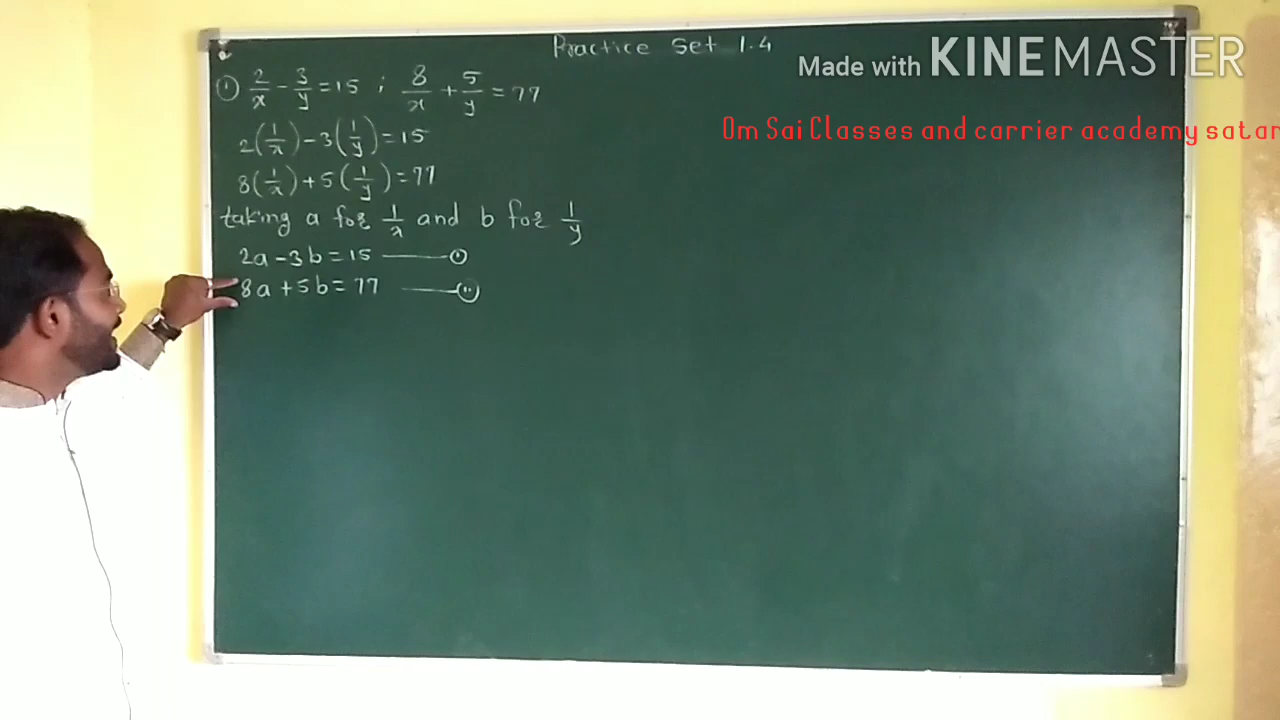 Practice Set 1.4
Made with KINEMASTER
Om Sai Classes and carrier academy satar
① 2/x - 3/y = 15 ; 8/x + 5/y = 77
2(1/x) - 3(1/y) = 15
8(1/x) + 5(1/y) = 77
taking a for 1/x and b for 1/y
2a - 3b = 15 —— ①
8a + 5b = 77 —— ⑪